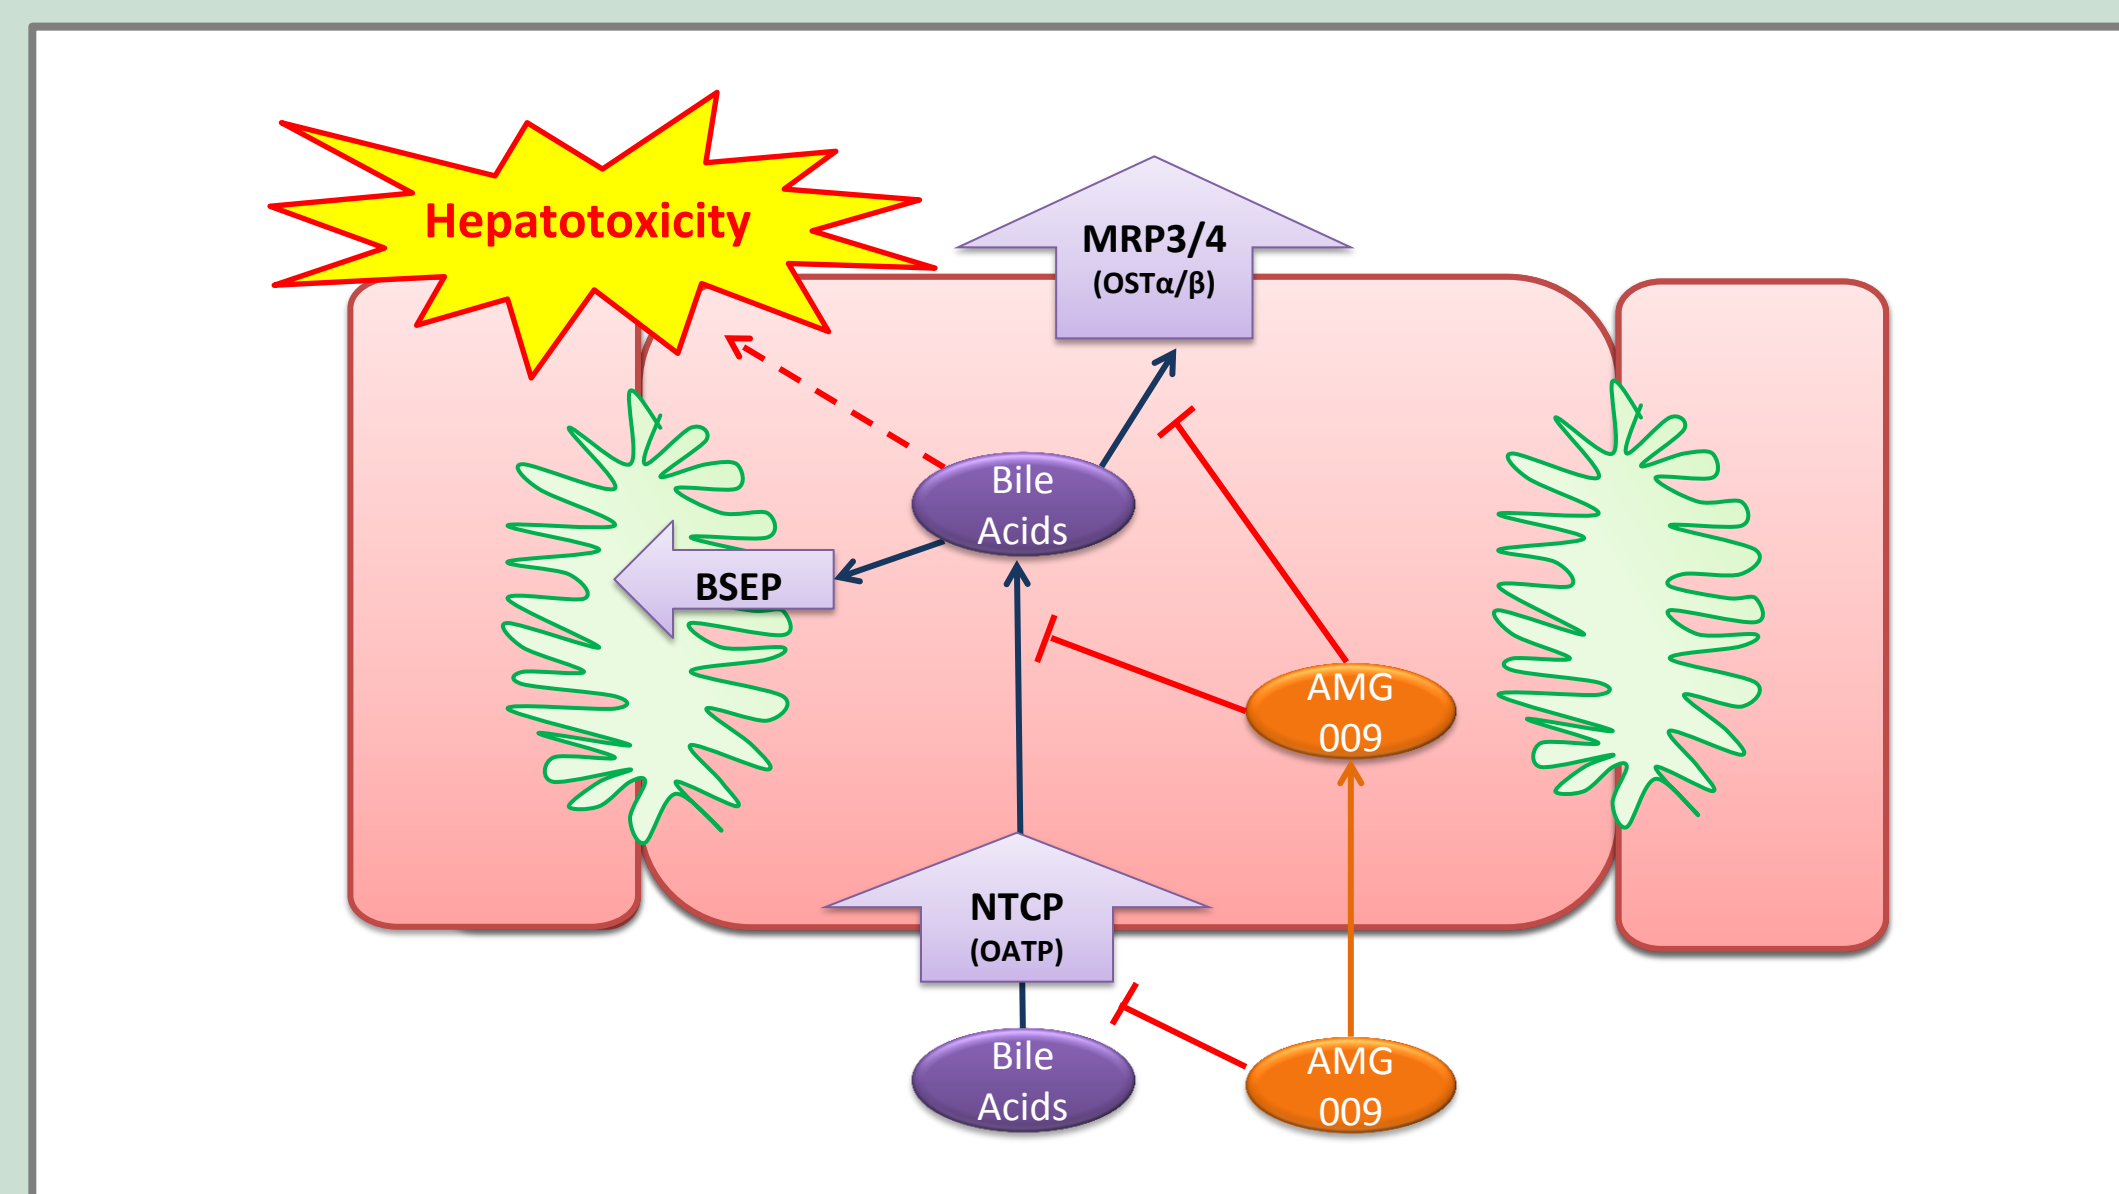 Hepatotoxicity
MRP3/4
(OSTα/β)
Bile
Acids
BSEP
AMG
009
NTCP
(OATP)
Bile
Acids
AMG
009